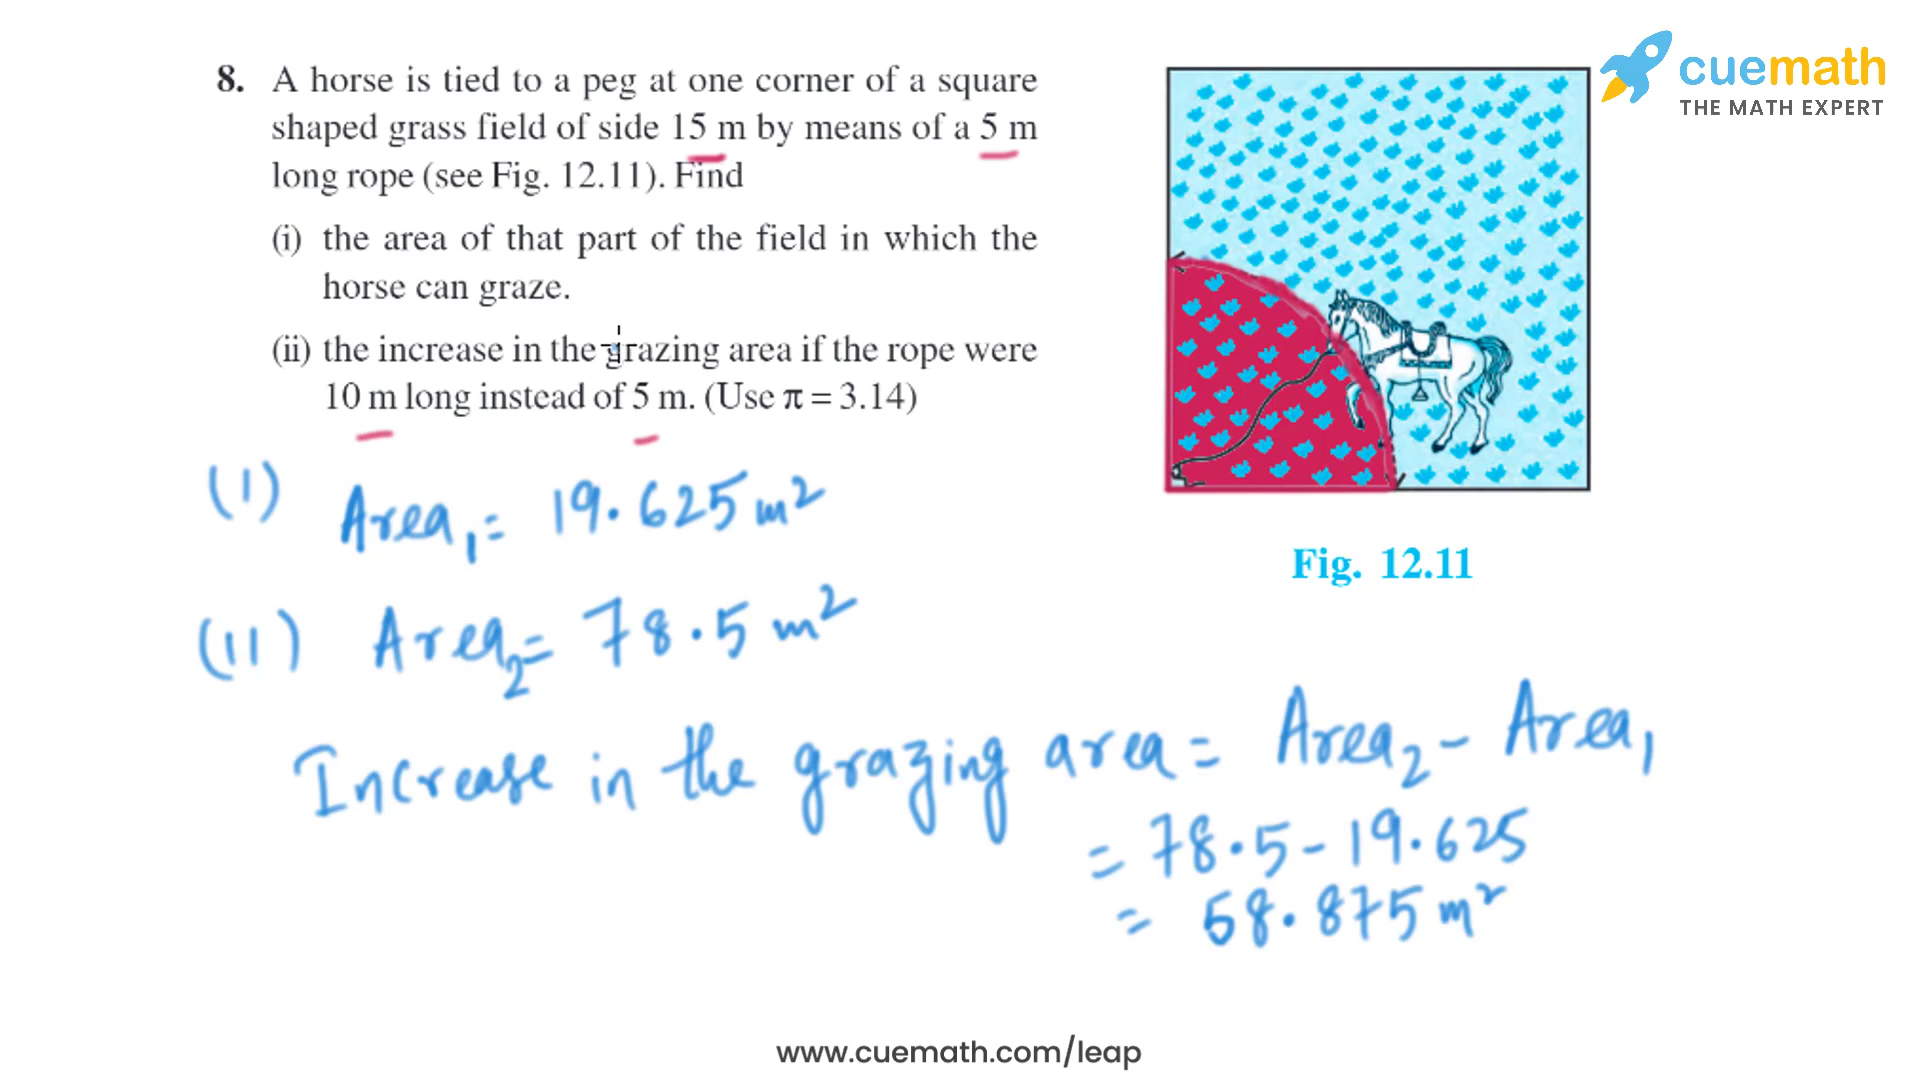 8. A horse is tied to a peg at one corner of a square
shaped grass field of side 15 m by means of a 5 m
long rope (see Fig. 12.11). Find
(i) the area of that part of the field in which the
horse can graze.
(ii) the increase in the grazing area if the rope were
10 m long instead of 5 m. (Use π = 3.14)
cuemath
THE MATH EXPERT
Fig. 12.11
(I) Area₁ = 19.625 m²
(II) Area₂ = 78.5 m²
Increase in the grazing area = Area₂ - Area₁
= 78.5 - 19.625
= 58.875 m²
www.cuemath.com/leap